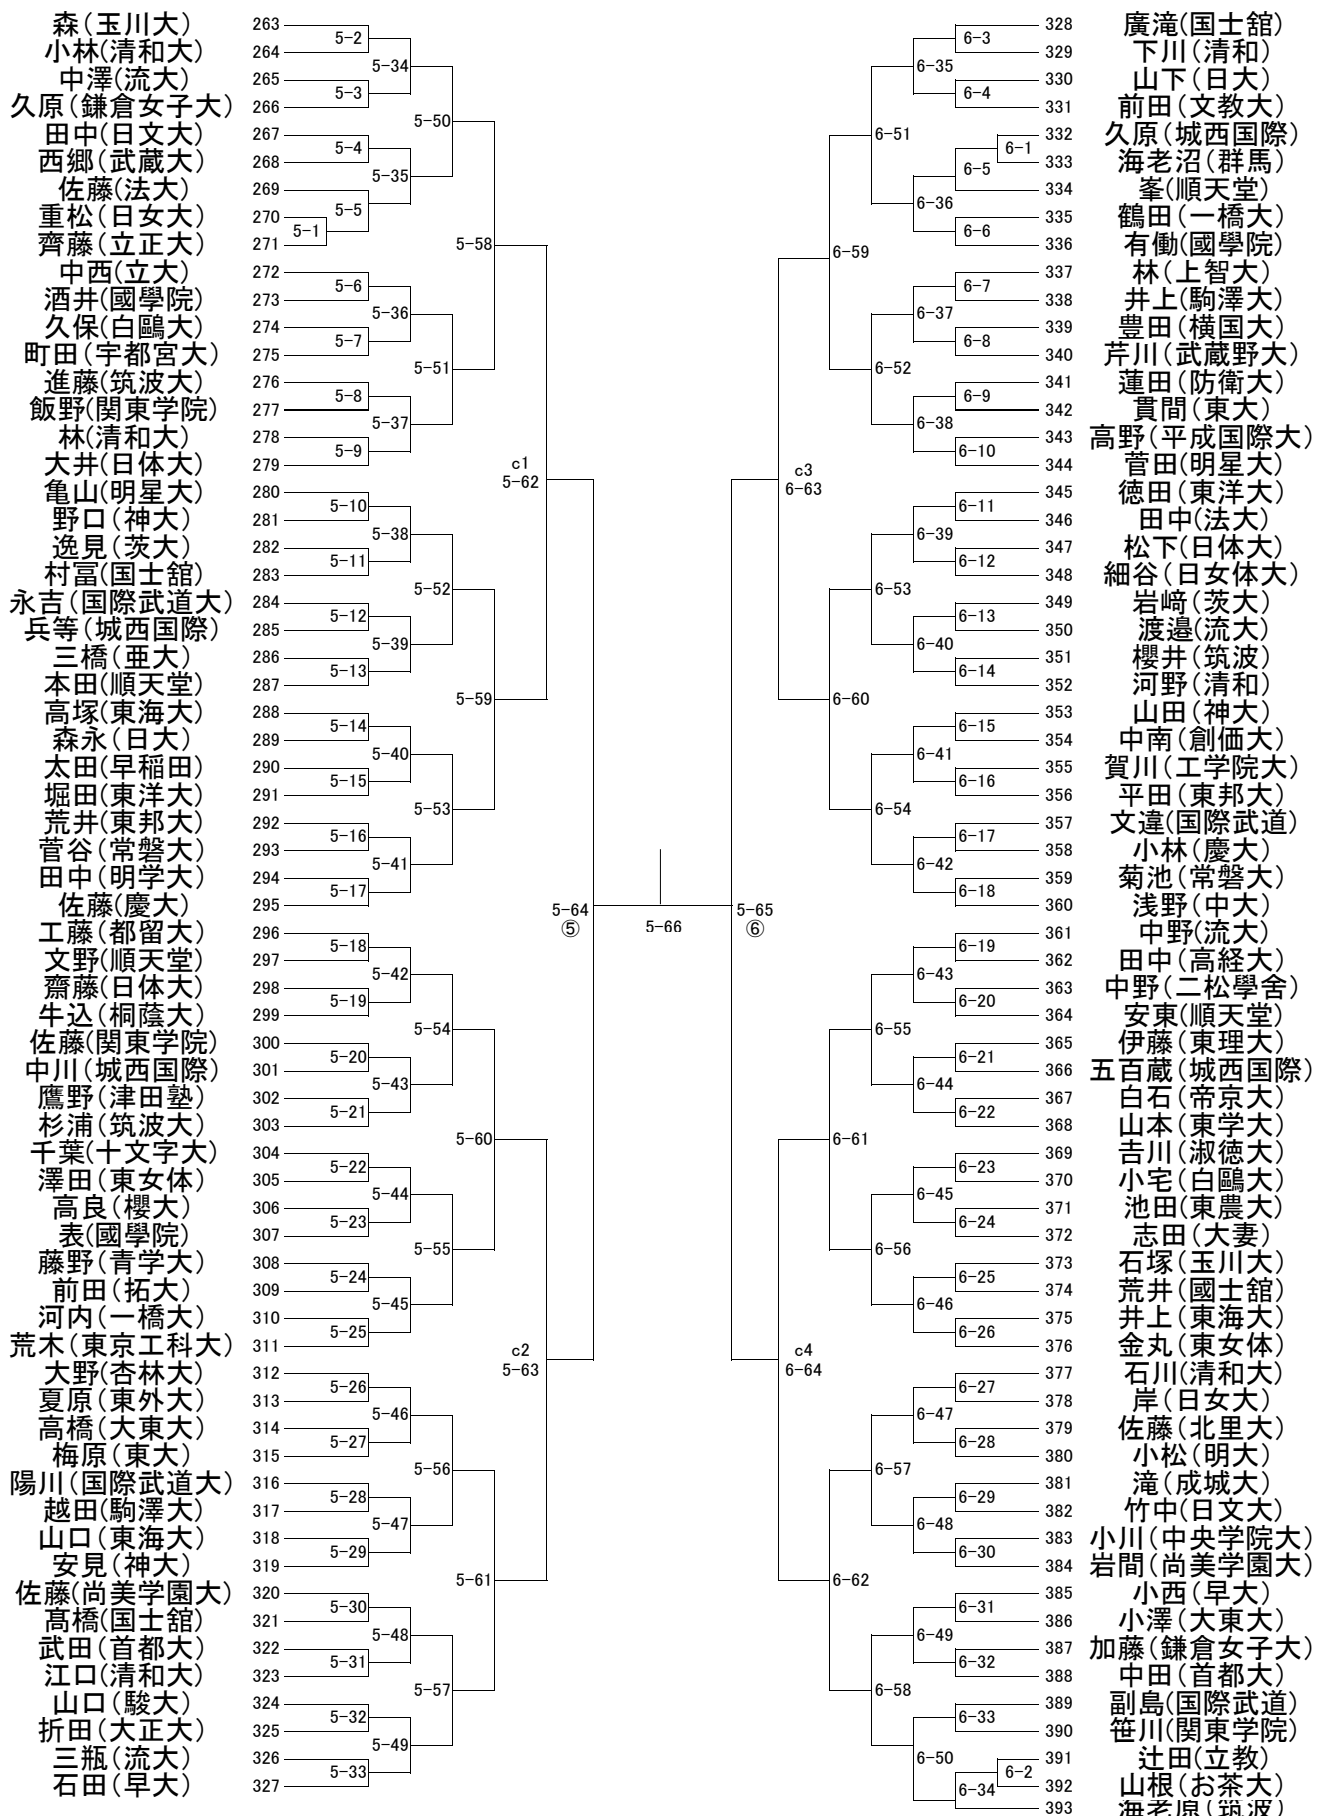 森(玉川大) 263
小林(清和大) 264
中澤(流大) 265
久原(鎌倉女子大) 266
田中(日文大) 267
西郷(武蔵大) 268
佐藤(法大) 269
重松(日女大) 270
齊藤(立正大) 271
中西(立大) 272
酒井(國學院) 273
久保(白鷗大) 274
町田(宇都宮大) 275
進藤(筑波大) 276
飯野(関東学院) 277
林(清和大) 278
大井(日体大) 279
亀山(明星大) 280
野口(神大) 281
逸見(茨大) 282
村冨(国士舘) 283
永吉(国際武道大) 284
兵等(城西国際) 285
三橋(亜大) 286
本田(順天堂) 287
高塚(東海大) 288
森永(日大) 289
太田(早稲田) 290
堀田(東洋大) 291
荒井(東邦大) 292
菅谷(常磐大) 293
田中(明学大) 294
佐藤(慶大) 295
工藤(都留大) 296
文野(順天堂) 297
齋藤(日体大) 298
牛込(桐蔭大) 299
佐藤(関東学院) 300
中川(城西国際) 301
鷹野(津田塾) 302
杉浦(筑波大) 303
千葉(十文字大) 304
澤田(東女体) 305
高良(櫻大) 306
表(國學院) 307
藤野(青学大) 308
前田(拓大) 309
河内(一橋大) 310
荒木(東京工科大) 311
大野(杏林大) 312
夏原(東外大) 313
高橋(大東大) 314
梅原(東大) 315
陽川(国際武道大) 316
越田(駒澤大) 317
山口(東海大) 318
安見(神大) 319
佐藤(尚美学園大) 320
髙橋(国士舘) 321
武田(首都大) 322
江口(清和大) 323
山口(駿大) 324
折田(大正大) 325
三瓶(流大) 326
石田(早大) 327
5-1
5-2
5-3
5-4
5-5
5-6
5-7
5-8
5-9
5-10
5-11
5-12
5-13
5-14
5-15
5-16
5-17
5-18
5-19
5-20
5-21
5-22
5-23
5-24
5-25
5-26
5-27
5-28
5-29
5-30
5-31
5-32
5-33
5-34
5-35
5-36
5-37
5-38
5-39
5-40
5-41
5-42
5-43
5-44
5-45
5-46
5-47
5-48
5-49
5-50
5-51
5-52
5-53
5-54
5-55
5-56
5-57
5-58
5-59
5-60
5-61
c1
5-62
c2
5-63
5-64
⑤
5-66
5-65
⑥
c3
6-63
c4
6-64
6-59
6-60
6-61
6-62
6-51
6-52
6-53
6-54
6-55
6-56
6-57
6-58
6-35
6-36
6-37
6-38
6-39
6-40
6-41
6-42
6-43
6-44
6-45
6-46
6-47
6-48
6-49
6-50
6-3
6-4
6-5
6-6
6-7
6-8
6-9
6-10
6-11
6-12
6-13
6-14
6-15
6-16
6-17
6-18
6-19
6-20
6-21
6-22
6-23
6-24
6-25
6-26
6-27
6-28
6-29
6-30
6-31
6-32
6-33
6-34
6-1
6-2
328 廣滝(国士舘)
329 下川(清和)
330 山下(日大)
331 前田(文教大)
332 久原(城西国際)
333 海老沼(群馬)
334 峯(順天堂)
335 鶴田(一橋大)
336 有働(國學院)
337 林(上智大)
338 井上(駒澤大)
339 豊田(横国大)
340 芹川(武蔵野大)
341 蓮田(防衛大)
342 貫間(東大)
343 高野(平成国際大)
344 菅田(明星大)
345 徳田(東洋大)
346 田中(法大)
347 松下(日体大)
348 細谷(日女体大)
349 岩﨑(茨大)
350 渡邉(流大)
351 櫻井(筑波)
352 河野(清和)
353 山田(神大)
354 中南(創価大)
355 賀川(工学院大)
356 平田(東邦大)
357 文違(国際武道)
358 小林(慶大)
359 菊池(常磐大)
360 浅野(中大)
361 中野(流大)
362 田中(高経大)
363 中野(二松學舍)
364 安東(順天堂)
365 伊藤(東理大)
366 五百蔵(城西国際)
367 白石(帝京大)
368 山本(東学大)
369 𠮷川(淑徳大)
370 小宅(白鷗大)
371 池田(東農大)
372 志田(大妻)
373 石塚(玉川大)
374 荒井(國士舘)
375 井上(東海大)
376 金丸(東女体)
377 石川(清和大)
378 岸(日女大)
379 佐藤(北里大)
380 小松(明大)
381 滝(成城大)
382 竹中(日文大)
383 小川(中央学院大)
384 岩間(尚美学園大)
385 小西(早大)
386 小澤(大東大)
387 加藤(鎌倉女子大)
388 中田(首都大)
389 副島(国際武道)
390 笹川(関東学院)
391 辻田(立教)
392 山根(お茶大)
393 海老原(筑波)